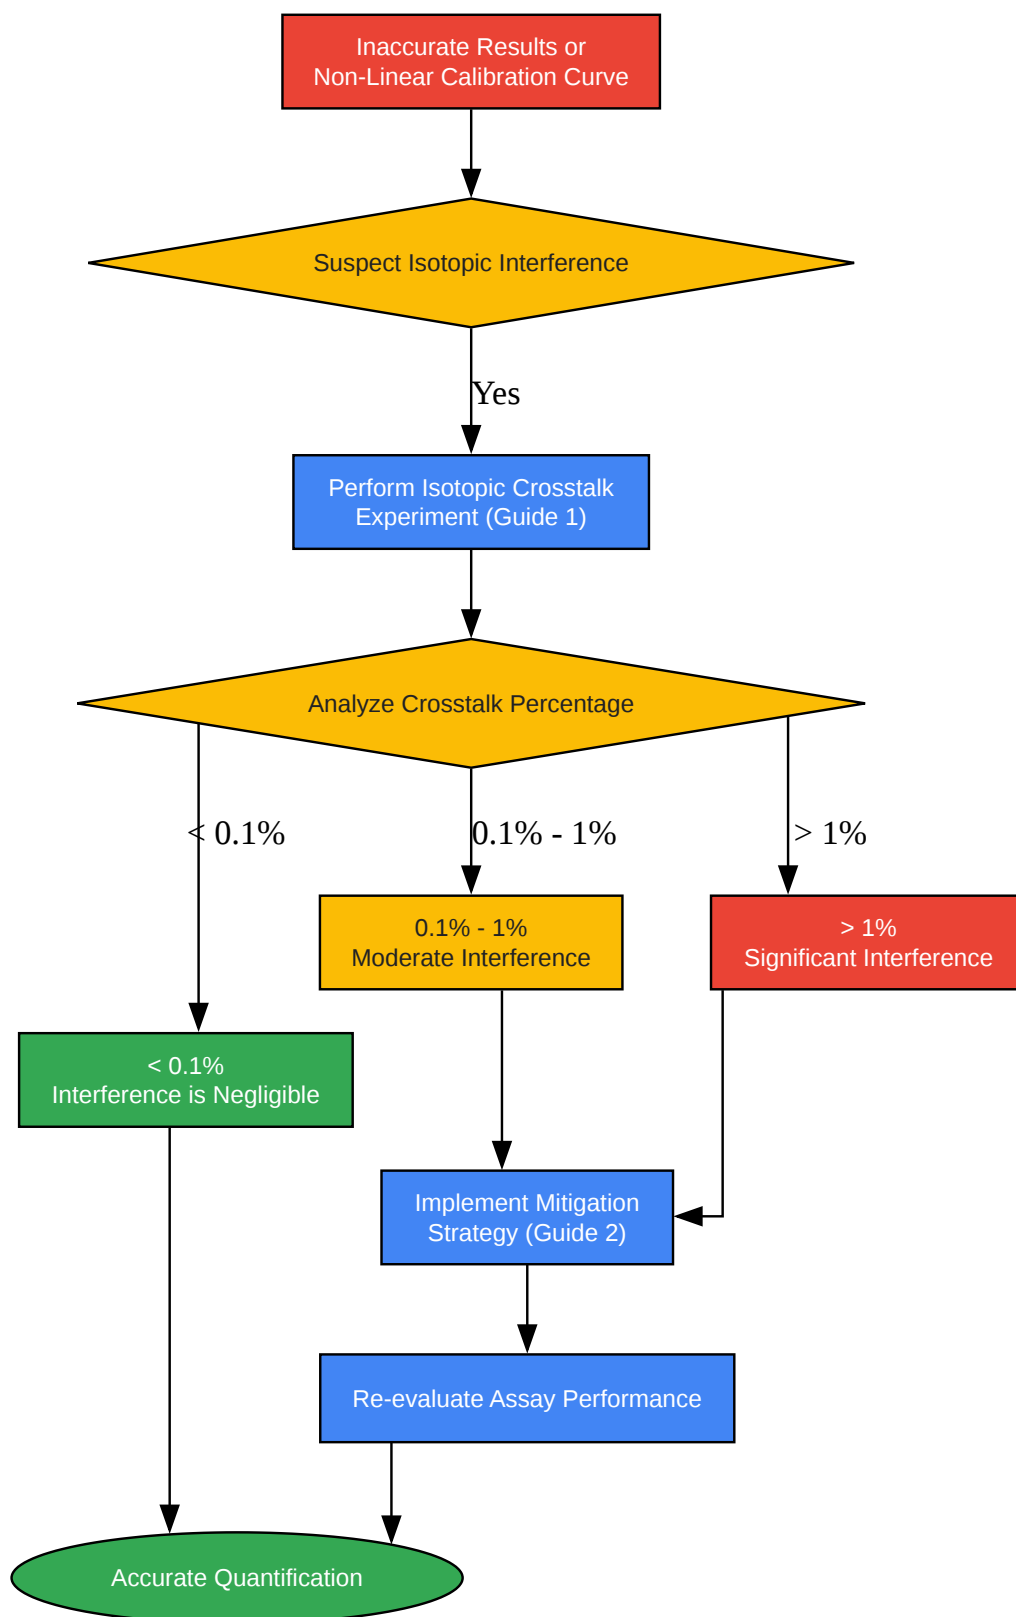 Inaccurate Results or
Non-Linear Calibration Curve
Suspect Isotopic Interference
Yes
Perform Isotopic Crosstalk
Experiment (Guide 1)
Analyze Crosstalk Percentage
< 0.1%
0.1% - 1%
> 1%
0.1% - 1%
Moderate Interference
> 1%
Significant Interference
< 0.1%
Interference is Negligible
Implement Mitigation
Strategy (Guide 2)
Re-evaluate Assay Performance
Accurate Quantification